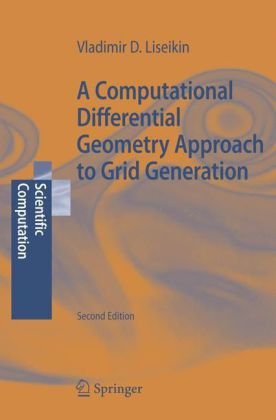 Vladimir D. Liseikin
A Computational
Differential
Geometry Approach
to Grid Generation
Scientific
Computation
Second Edition
Springer